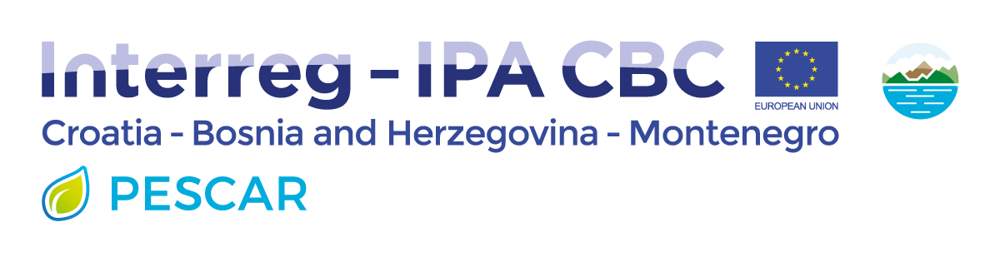 Interreg - IPA CBC
EUROPEAN UNION
Croatia - Bosnia and Herzegovina - Montenegro
PESCAR